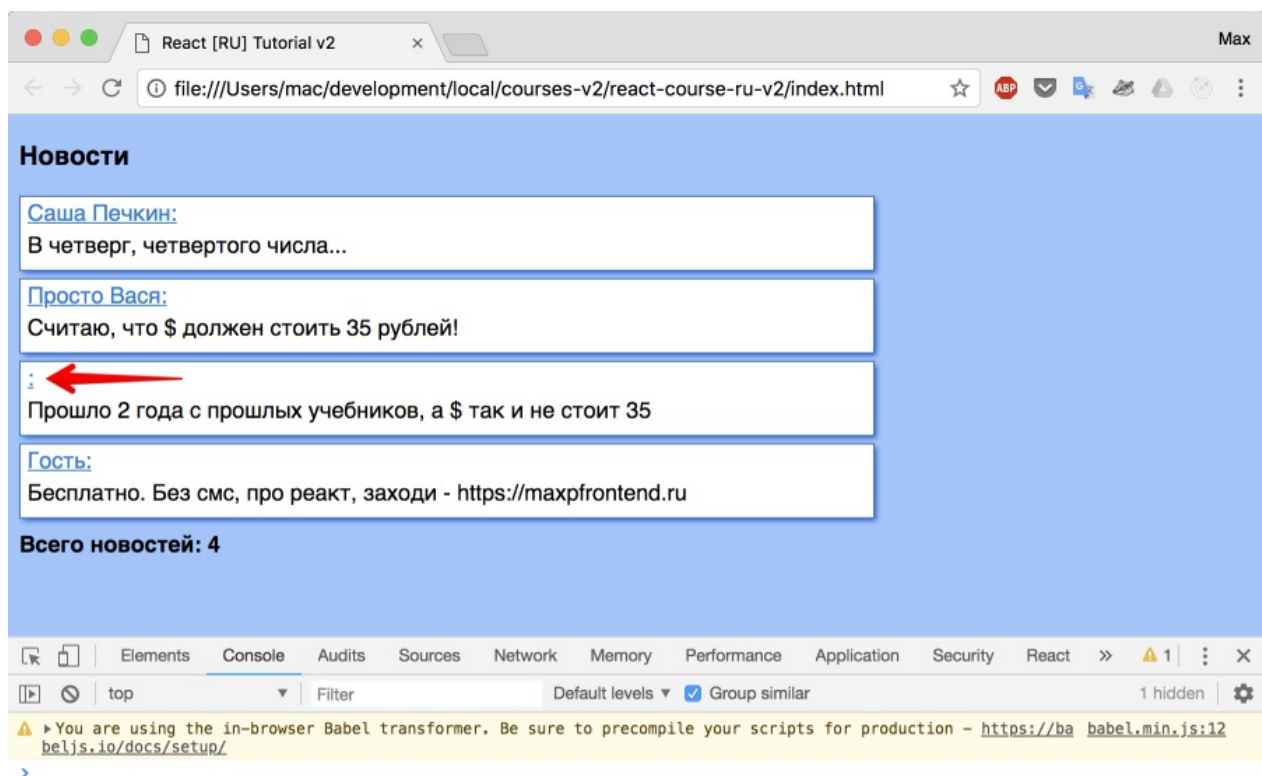 React [RU] Tutorial v2
Max
file:///Users/mac/development/local/courses-v2/react-course-ru-v2/index.html
ABP
Новости
Саша Печкин:
В четверг, четвертого числа...
Просто Вася:
Считаю, что $ должен стоить 35 рублей!
:
Прошло 2 года с прошлых учебников, а $ так и не стоит 35
Гость:
Бесплатно. Без смс, про реакт, заходи - https://maxpfrontend.ru
Всего новостей: 4
Elements Console Audits Sources Network Memory Performance Application Security React » 1
top Filter Default levels Group similar 1 hidden
You are using the in-browser Babel transformer. Be sure to precompile your scripts for production – https://ba babel.min.js:12
beljs.io/docs/setup/